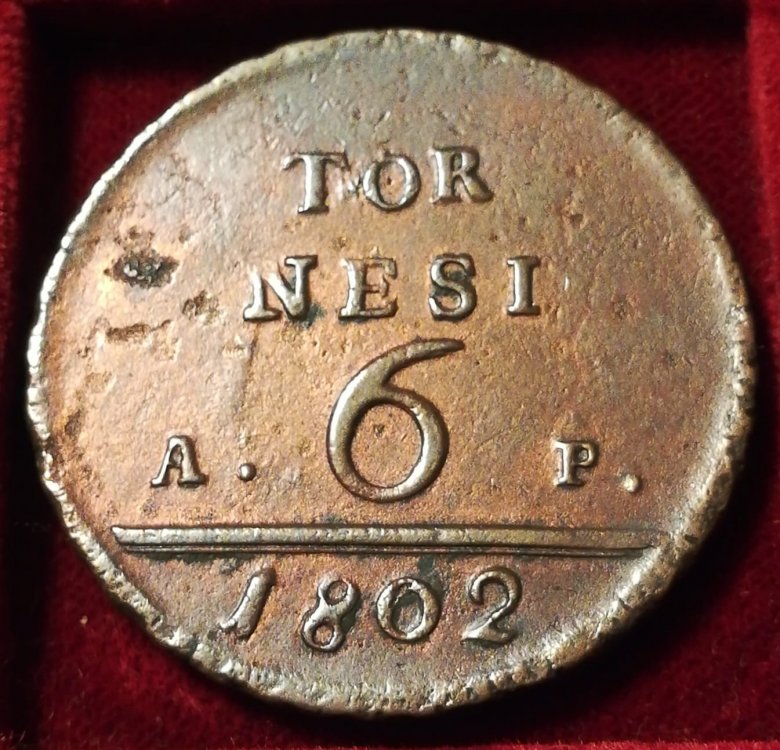 TOR
NESI
A. 6 P.
1802